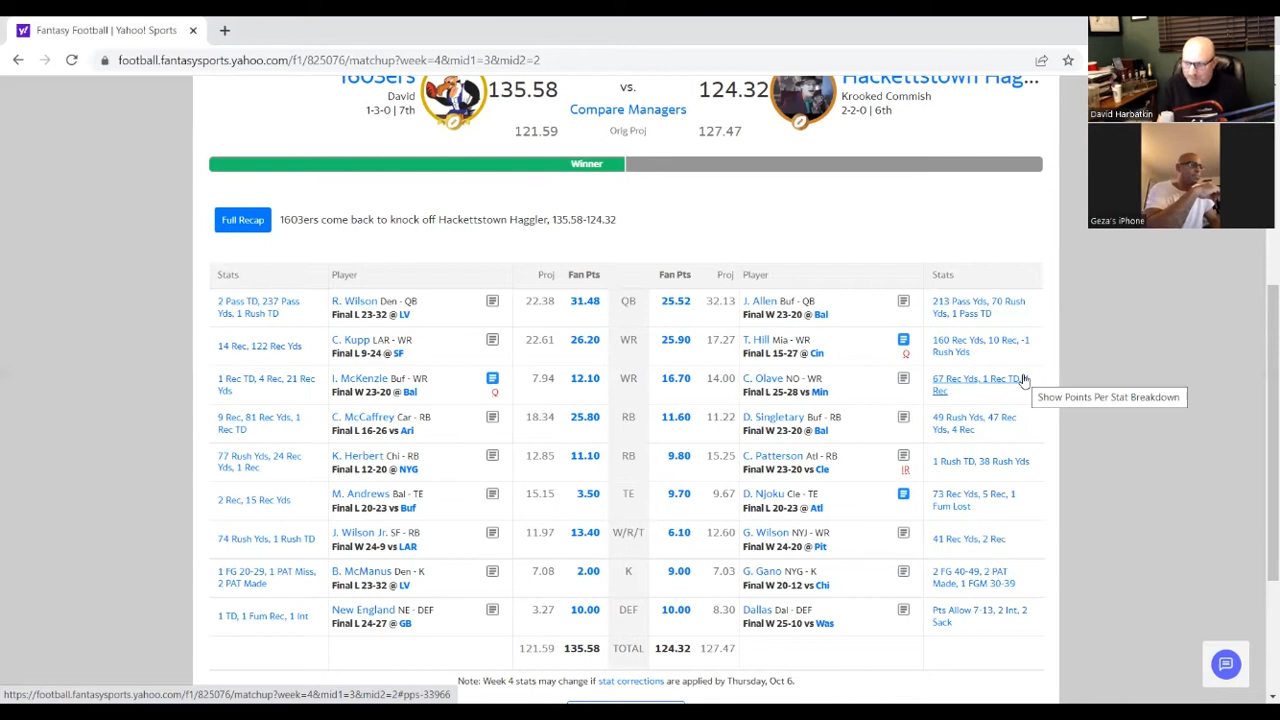 Fantasy Football | Yahoo! Sports
football.fantasysports.yahoo.com/f1/825076/matchup?week=4&mid1=3&mid2=2
1603ers 135.58 vs. 124.32 Hackettstown Hag...
David Compare Managers Krooked Commish
1-3-0 | 7th 121.59 Orig Proj 127.47 2-2-0 | 6th
David Harbatkin
Geza's iPhone
Winner
Full Recap 1603ers come back to knock off Hackettstown Haggler, 135.58-124.32
Stats Player Proj Fan Pts Fan Pts Proj Player Stats
2 Pass TD, 237 Pass R. Wilson Den - QB 22.38 31.48 QB 25.52 32.13 J. Allen Buf - QB 213 Pass Yds, 70 Rush
Yds, 1 Rush TD Final L 23-32 @ LV Final W 23-20 @ Bal Yds, 1 Pass TD
14 Rec, 122 Rec Yds C. Kupp LAR - WR 22.61 26.20 WR 25.90 17.27 T. Hill Mia - WR 160 Rec Yds, 10 Rec, -1
Final L 9-24 @ SF Final L 15-27 @ Cin Q Rush Yds
1 Rec TD, 4 Rec, 21 Rec I. McKenzie Buf - WR 7.94 12.10 WR 16.70 14.00 C. Olave NO - WR 67 Rec Yds, 1 Rec TD,
Yds Final W 23-20 @ Bal Q Final L 25-28 vs Min Rec
Show Points Per Stat Breakdown
9 Rec, 81 Rec Yds, 1 C. McCaffrey Car - RB 18.34 25.80 RB 11.60 11.22 D. Singletary Buf - RB 49 Rush Yds, 47 Rec
Rec TD Final L 16-26 vs Ari Final W 23-20 @ Bal Yds, 4 Rec
77 Rush Yds, 24 Rec K. Herbert Chi - RB 12.85 11.10 RB 9.80 15.25 C. Patterson Atl - RB 1 Rush TD, 38 Rush Yds
Yds, 1 Rec Final L 12-20 @ NYG Final W 23-20 vs Cle IR
2 Rec, 15 Rec Yds M. Andrews Bal - TE 15.15 3.50 TE 9.70 9.67 D. Njoku Cle - TE 73 Rec Yds, 5 Rec, 1
Final L 20-23 vs Buf Final L 20-23 @ Atl Fum Lost
74 Rush Yds, 1 Rush TD J. Wilson Jr. SF - RB 11.97 13.40 W/R/T 6.10 12.60 G. Wilson NYJ - WR 41 Rec Yds, 2 Rec
Final W 24-9 vs LAR Final W 24-20 @ Pit
1 FG 20-29, 1 PAT Miss, B. McManus Den - K 7.08 2.00 K 9.00 7.03 G. Gano NYG - K 2 FG 40-49, 2 PAT
2 PAT Made Final L 23-32 @ LV Final W 20-12 vs Chi Made, 1 FGM 30-39
1 TD, 1 Fum Rec, 1 Int New England NE - DEF 3.27 10.00 DEF 10.00 8.30 Dallas Dal - DEF Pts Allow 7-13, 2 Int, 2
Final L 24-27 @ GB Final W 25-10 vs Was Sack
121.59 135.58 TOTAL 124.32 127.47
Note: Week 4 stats may change if stat corrections are applied by Thursday, Oct 6.
https://football.fantasysports.yahoo.com/f1/825076/matchup?week=4&mid1=3&mid2=2#pps-33966